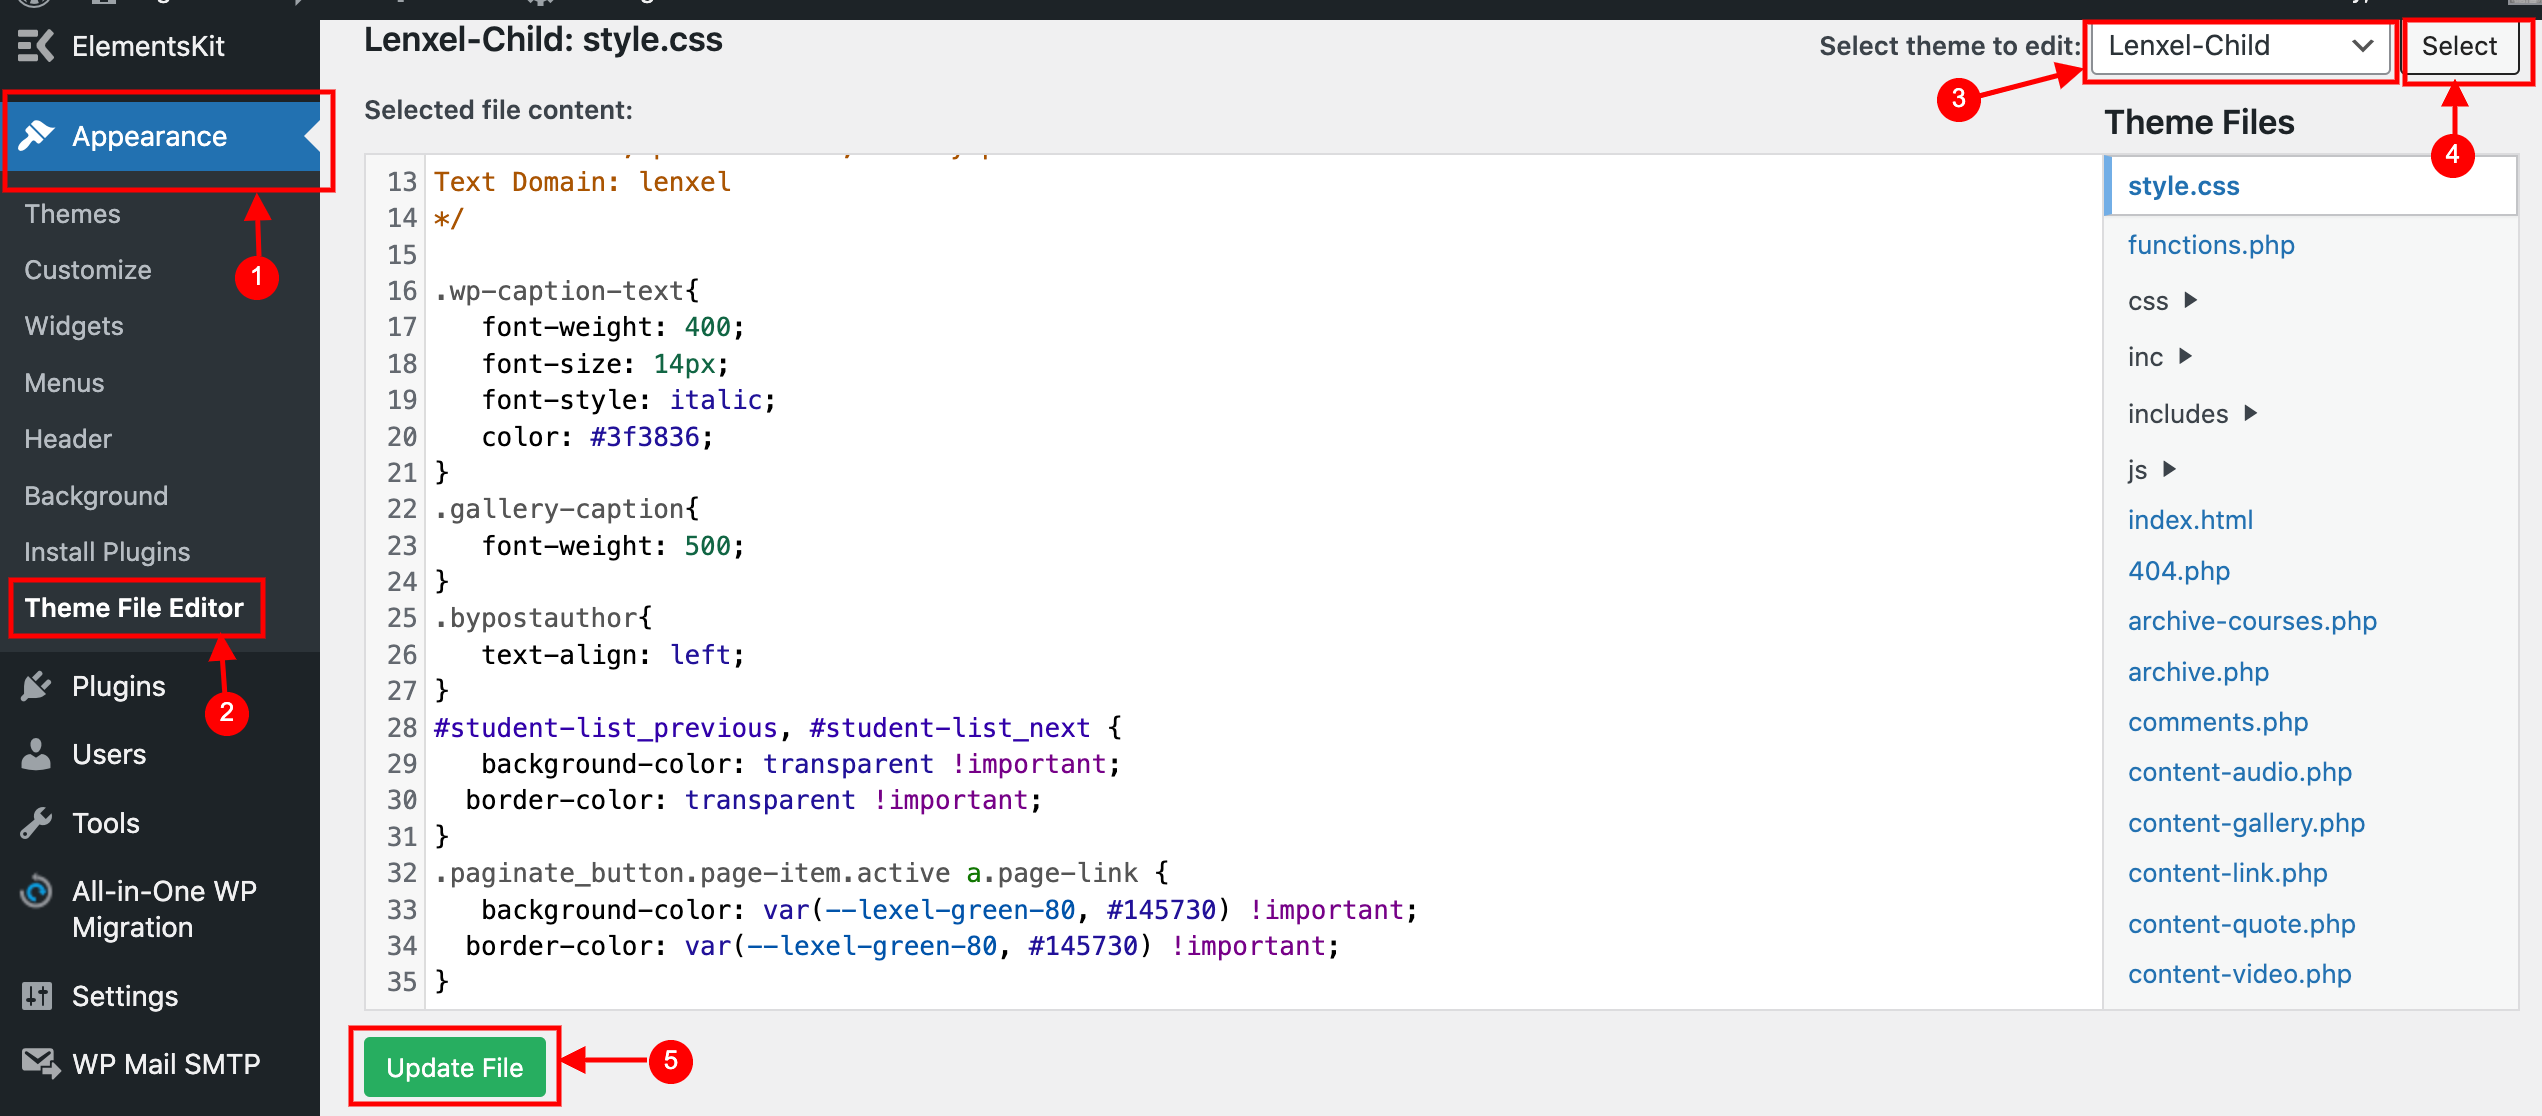 ElementsKit
Appearance
1
Themes
Customize
Widgets
Menus
Header
Background
Install Plugins
Theme File Editor
2
Plugins
Users
Tools
All-in-One WP
Migration
Settings
WP Mail SMTP
Lenxel-Child: style.css
Select theme to edit:
Lenxel-Child
Select
3
4
Selected file content:
13 Text Domain: lenxel
14 */
15
16 .wp-caption-text{
17    font-weight: 400;
18    font-size: 14px;
19    font-style: italic;
20    color: #3f3836;
21 }
22 .gallery-caption{
23    font-weight: 500;
24 }
25 .bypostauthor{
26    text-align: left;
27 }
28 #student-list_previous, #student-list_next {
29    background-color: transparent !important;
30   border-color: transparent !important;
31 }
32 .paginate_button.page-item.active a.page-link {
33    background-color: var(--lexel-green-80, #145730) !important;
34   border-color: var(--lexel-green-80, #145730) !important;
35 }
Theme Files
style.css
functions.php
css
inc
includes
js
index.html
404.php
archive-courses.php
archive.php
comments.php
content-audio.php
content-gallery.php
content-link.php
content-quote.php
content-video.php
Update File
5